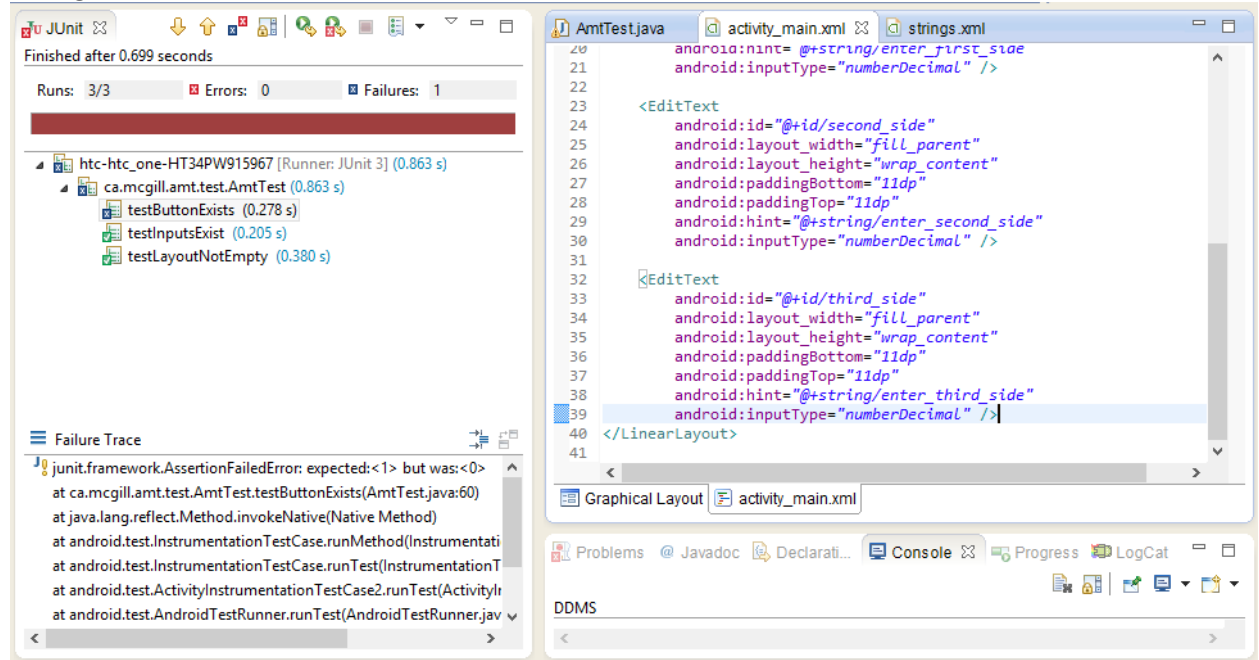 JUnit
Finished after 0.699 seconds
Runs: 3/3 Errors: 0 Failures: 1
htc-htc_one-HT34PW915967 [Runner: JUnit 3] (0.863 s)
ca.mcgill.amt.test.AmtTest (0.863 s)
testButtonExists (0.278 s)
testInputsExist (0.205 s)
testLayoutNotEmpty (0.380 s)
Failure Trace
junit.framework.AssertionFailedError: expected:<1> but was:<0>
at ca.mcgill.amt.test.AmtTest.testButtonExists(AmtTest.java:60)
at java.lang.reflect.Method.invokeNative(Native Method)
at android.test.InstrumentationTestCase.runMethod(Instrumentati
at android.test.InstrumentationTestCase.runTest(InstrumentationT
at android.test.ActivityInstrumentationTestCase2.runTest(ActivityIr
at android.test.AndroidTestRunner.runTest(AndroidTestRunner.jav
AmtTest.java activity_main.xml strings.xml
20 android:hint="@+string/enter_first_side
21 android:inputType="numberDecimal" />
22
23 <EditText
24 android:id="@+id/second_side"
25 android:layout_width="fill_parent"
26 android:layout_height="wrap_content"
27 android:paddingBottom="11dp"
28 android:paddingTop="11dp"
29 android:hint="@+string/enter_second_side"
30 android:inputType="numberDecimal" />
31
32 <EditText
33 android:id="@+id/third_side"
34 android:layout_width="fill_parent"
35 android:layout_height="wrap_content"
36 android:paddingBottom="11dp"
37 android:paddingTop="11dp"
38 android:hint="@+string/enter_third_side"
39 android:inputType="numberDecimal" />
40 </LinearLayout>
41
Graphical Layout activity_main.xml
Problems @ Javadoc Declarati... Console Progress LogCat
DDMS